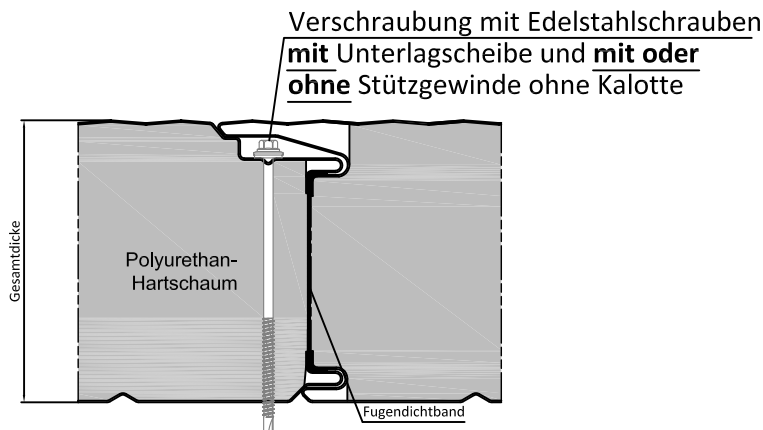 Verschraubung mit Edelstahlschrauben
mit Unterlagscheibe und mit oder
ohne Stützgewinde ohne Kalotte
Gesamtdicke
Polyurethan-
Hartschaum
Fugendichtband